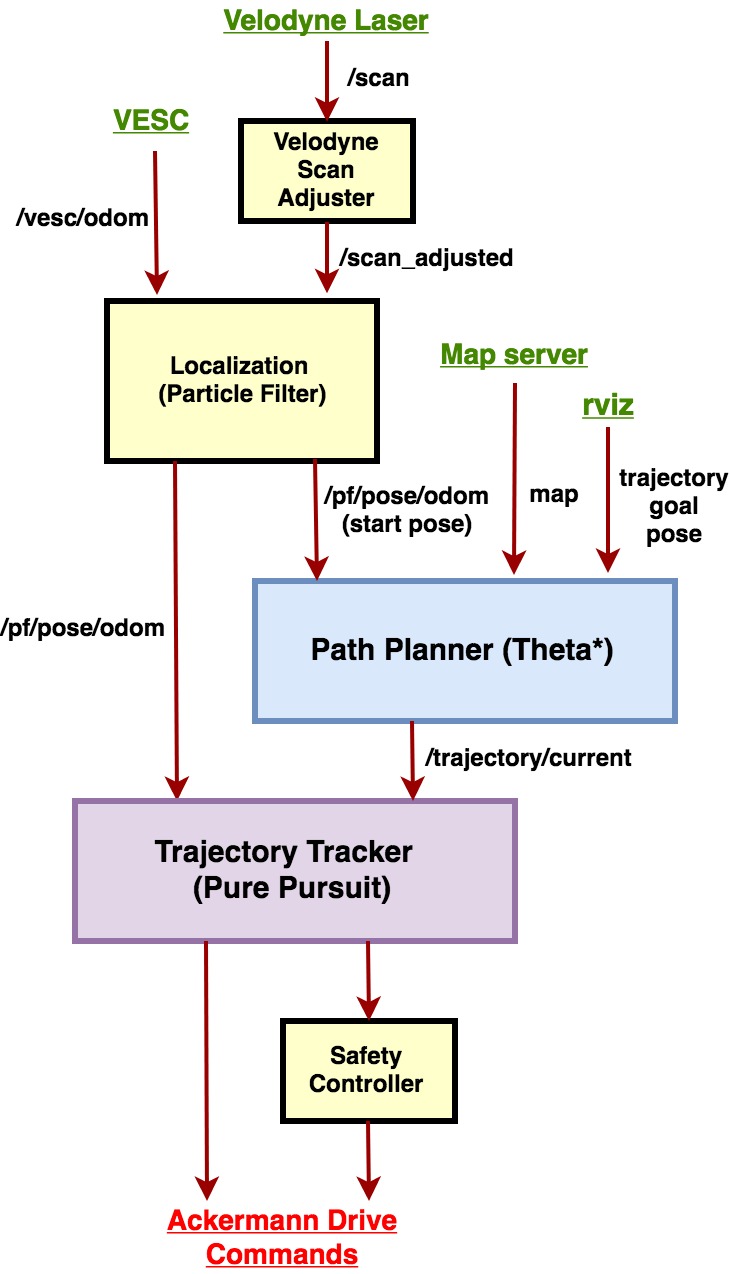 Velodyne Laser
/scan
VESC
Velodyne
Scan
Adjuster
/vesc/odom
/scan_adjusted
Localization
(Particle Filter)
Map server
rviz
/pf/pose/odom
(start pose)
map
trajectory
goal
pose
/pf/pose/odom
Path Planner (Theta*)
/trajectory/current
Trajectory Tracker
(Pure Pursuit)
Safety
Controller
Ackermann Drive
Commands